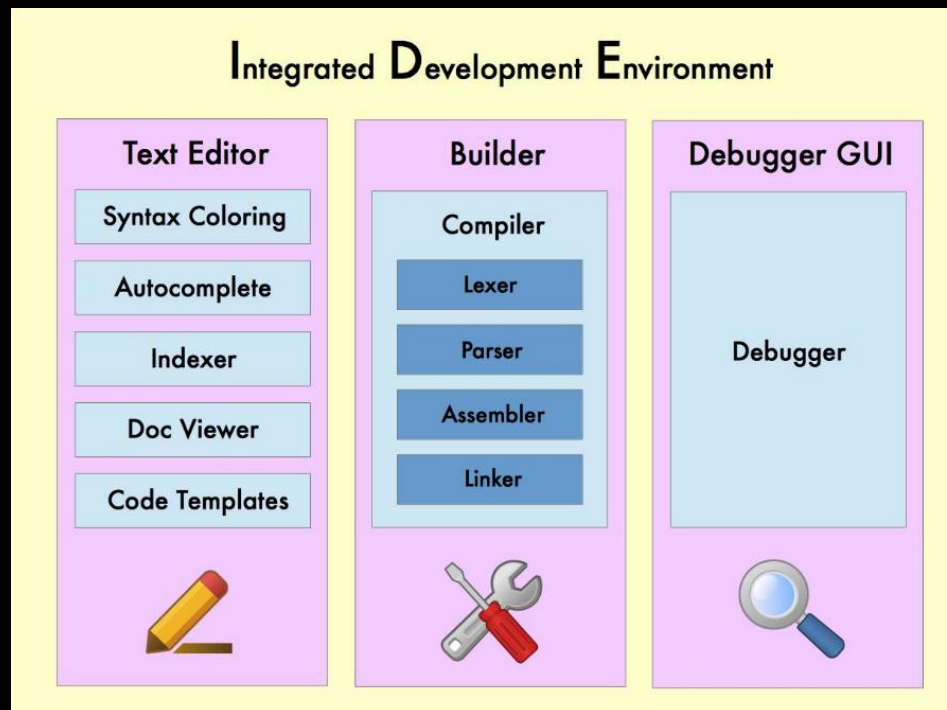 Integrated Development Environment
Text Editor
Syntax Coloring
Autocomplete
Indexer
Doc Viewer
Code Templates
Builder
Compiler
Lexer
Parser
Assembler
Linker
Debugger GUI
Debugger